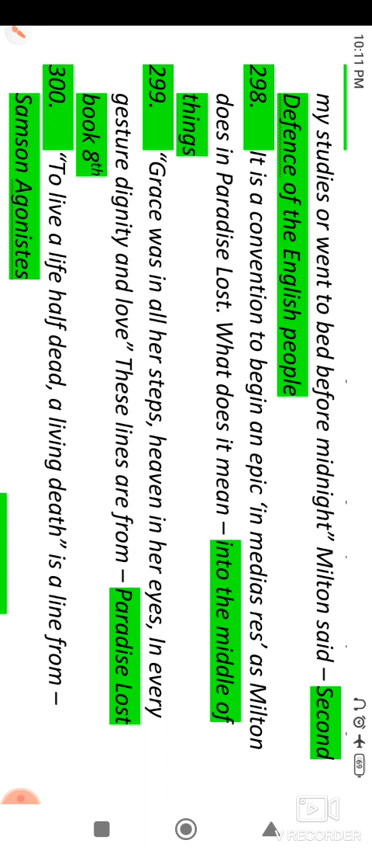 10:11 PM
69
my studies or went to bed before midnight” Milton said – Second
Defence of the English people
298. It is a convention to begin an epic ‘in medias res’ as Milton
does in Paradise Lost. What does it mean – into the middle of
things
299. “Grace was in all her steps, heaven in her eyes, In every
gesture dignity and love” These lines are from – Paradise Lost
book 8th
300. “To live a life half dead, a living death” is a line from –
Samson Agonistes
V RECORDER